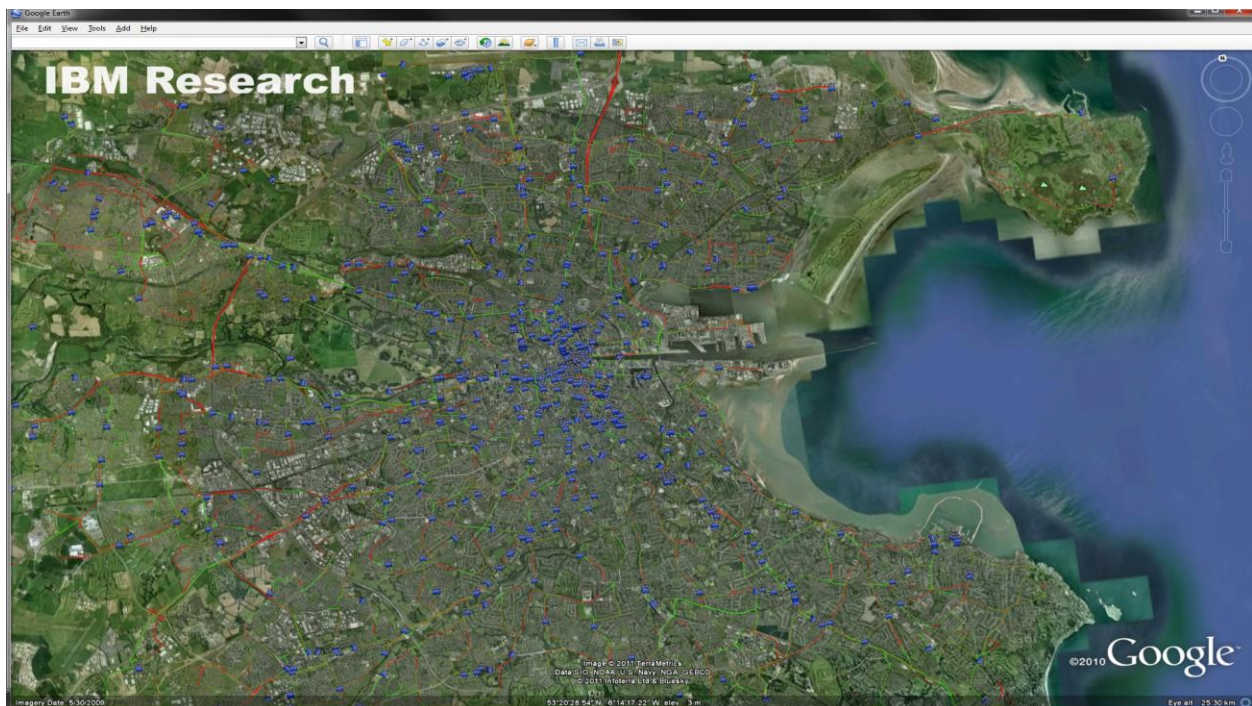 Google Earth
File Edit View Tools Add Help
IBM Research
N
Image © 2011 TerraMetrics
Data SIO, NOAA, U.S. Navy, NGA, GEBCO
© 2011 Infoterra Ltd & Bluesky
©2010 Google
Imagery Date: 5/30/2009 53°20'28.54" N 6°14'17.22" W elev 3 m Eye alt 25.30 km